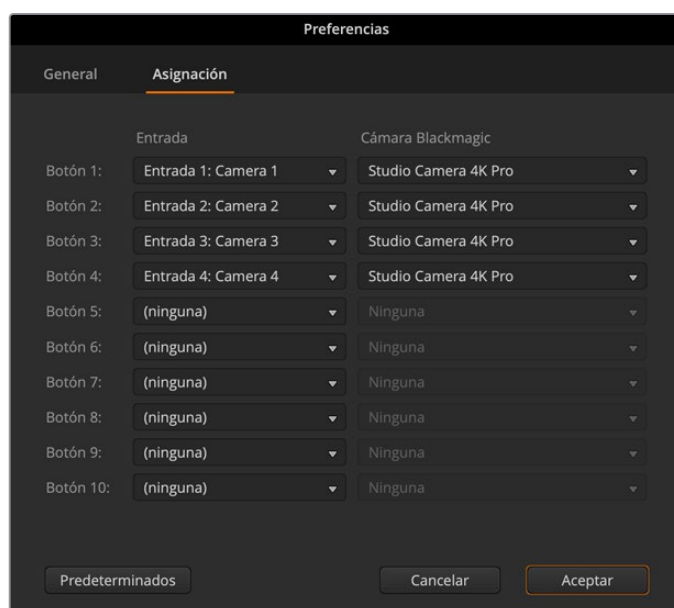 Preferencias
General Asignación
Entrada Cámara Blackmagic
Botón 1: Entrada 1: Camera 1 Studio Camera 4K Pro
Botón 2: Entrada 2: Camera 2 Studio Camera 4K Pro
Botón 3: Entrada 3: Camera 3 Studio Camera 4K Pro
Botón 4: Entrada 4: Camera 4 Studio Camera 4K Pro
Botón 5: (ninguna) Ninguna
Botón 6: (ninguna) Ninguna
Botón 7: (ninguna) Ninguna
Botón 8: (ninguna) Ninguna
Botón 9: (ninguna) Ninguna
Botón 10: (ninguna) Ninguna
Predeterminados Cancelar Aceptar